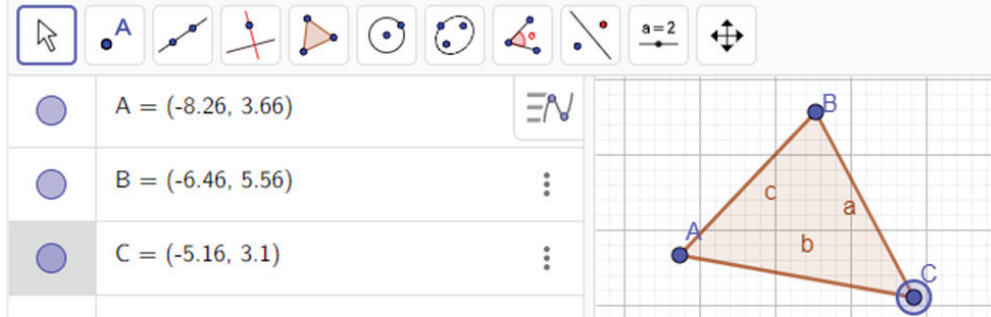 A
a=2
A = (-8.26, 3.66)
B = (-6.46, 5.56)
C = (-5.16, 3.1)
B
c
a
A
b
C